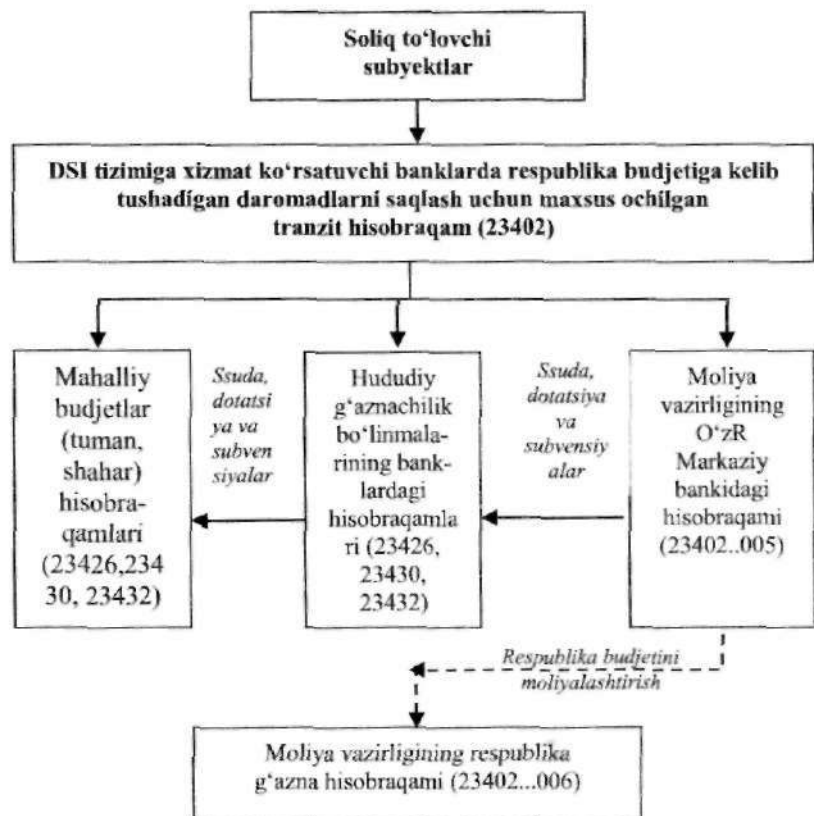 Soliq to‘lovchi
subyektlar
DSI tizimiga xizmat ko‘rsatuvchi banklarda respublika budjetiga kelib
tushadigan daromadlarni saqlash uchun maxsus ochilgan
tranzit hisobraqam (23402)
Mahalliy
budjetlar
(tuman,
shahar)
hisobra-
qamlari
(23426,234
30, 23432)
Ssuda,
dotatsi
ya va
subven
siyalar
Hududiy
g‘aznachilik
bo‘linmala-
rining bank-
lardagi
hisobraqamla
ri (23426,
23430,
23432)
Ssuda,
dotatsiya
va
subvensiy
alar
Moliya
vazirligining
O‘zR
Markaziy
bankidagi
hisobraqami
(23402..005)
Respublika budjetini
moliyalashtirish
Moliya vazirligining respublika
g‘azna hisobraqami (23402...006)